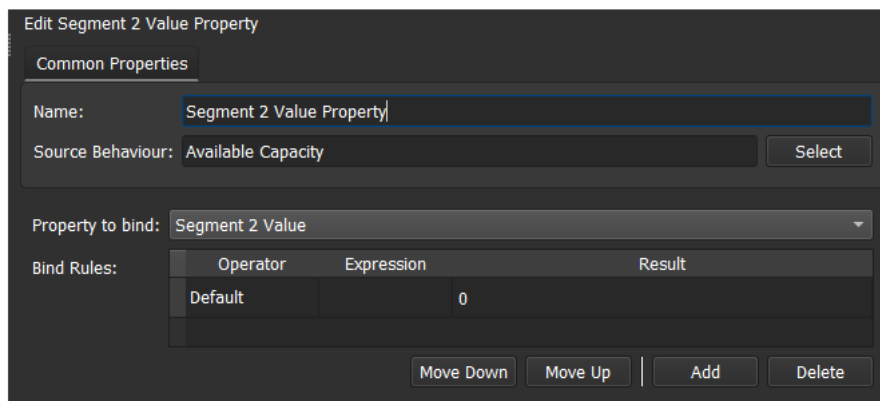 Edit Segment 2 Value Property
Common Properties
Name: Segment 2 Value Property
Source Behaviour: Available Capacity Select
Property to bind: Segment 2 Value
Bind Rules: Operator Expression Result
Default 0
Move Down Move Up Add Delete